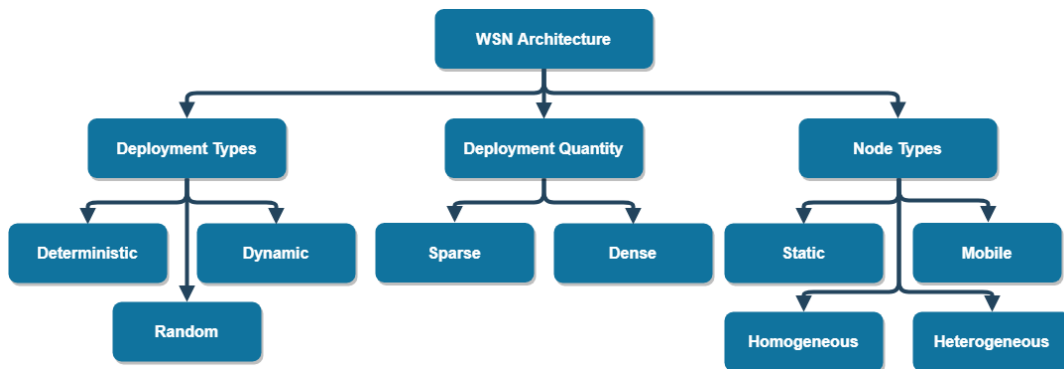 WSN Architecture
Deployment Types
Deployment Quantity
Node Types
Deterministic
Dynamic
Sparse
Dense
Static
Mobile
Random
Homogeneous
Heterogeneous